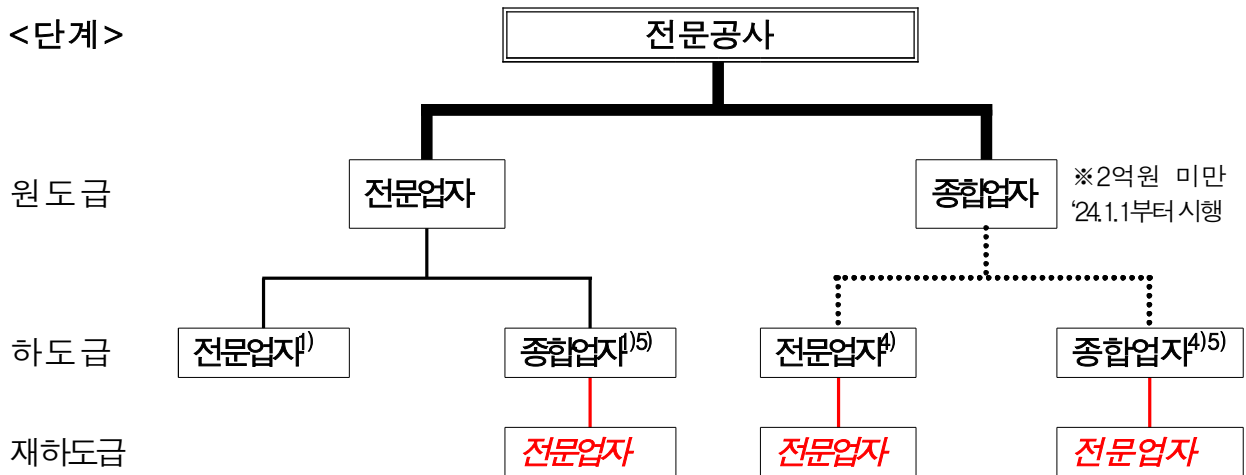 <단계> 전문공사
원도급 전문업자 종합업자 ※2억원 미만
‘24.1.1부터 시행
하도급 전문업자1) 종합업자1)5) 전문업자4) 종합업자4)5)
재하도급 전문업자 전문업자 전문업자